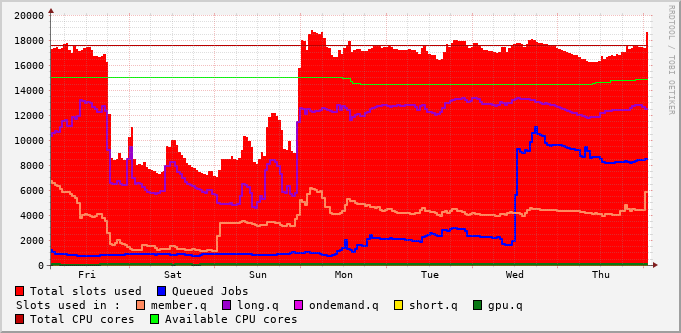 20000
18000
16000
14000
12000
10000
8000
6000
4000
2000
0
Fri Sat Sun Mon Tue Wed Thu
RRDTOOL / TOBI OETIKER
Total slots used Queued Jobs
Slots used in : member.q long.q ondemand.q short.q gpu.q
Total CPU cores Available CPU cores